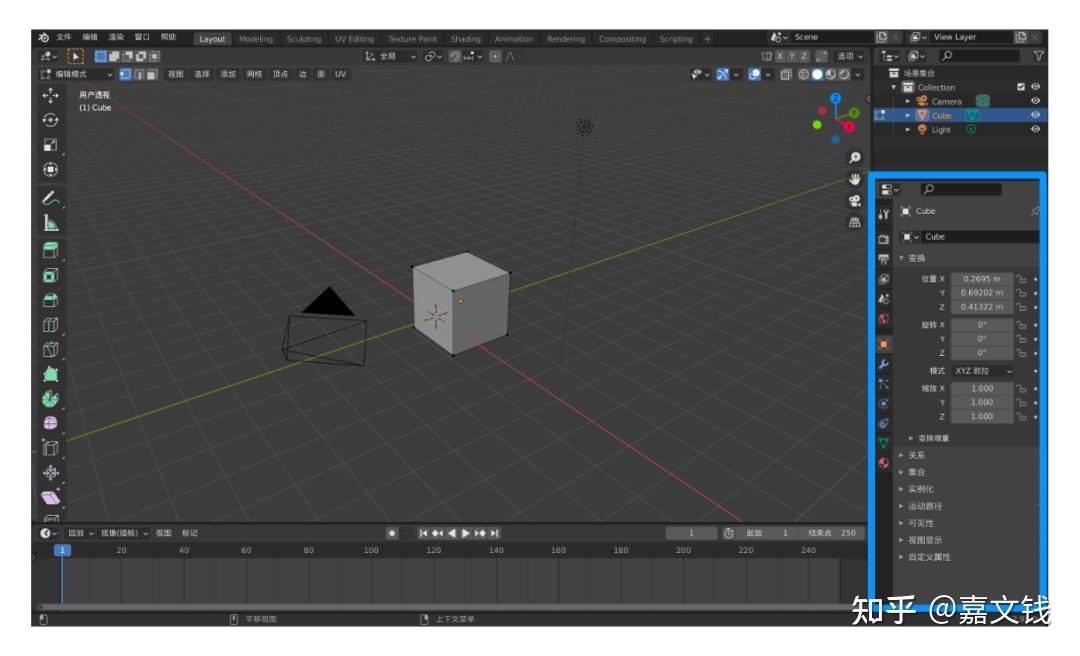 文件 编辑 渲染 窗口 帮助 Layout Modeling Sculpting UV Editing Texture Paint Shading Animation Rendering Compositing Scripting + Scene View Layer
全局 X Y Z 选项
编辑模式 视图 选择 添加 网格 顶点 边 面 UV
用户透视
(1) Cube
Z
Y
X
场景集合
Collection
Camera
Cube
Light
Cube
Cube
变换
位置 X 0.2695 m
Y 0.69202 m
Z 0.41322 m
旋转 X 0°
Y 0°
Z 0°
模式 XYZ 欧拉
缩放 X 1.000
Y 1.000
Z 1.000
变换增量
关系
集合
实例化
运动路径
可见性
视图显示
自定义属性
回放 抠像(插帧) 视图 标记 1 起始 1 结束点 250
1 20 40 60 80 100 120 140 160 180 200 220 240
平移视图 上下文菜单
知乎 @嘉文钱